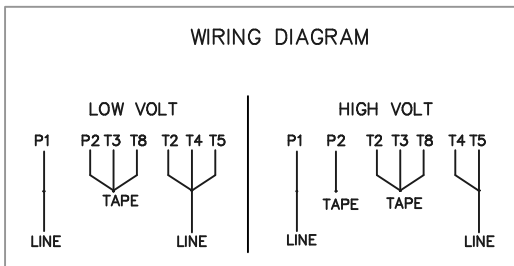 WIRING DIAGRAM
LOW VOLT
P1 P2 T3 T8 T2 T4 T5
TAPE
LINE LINE
HIGH VOLT
P1 P2 T2 T3 T8 T4 T5
TAPE TAPE
LINE LINE